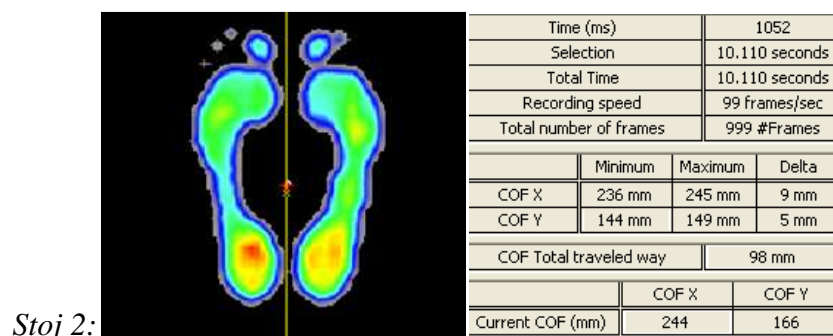 Time (ms) 1052
Selection 10.110 seconds
Total Time 10.110 seconds
Recording speed 99 frames/sec
Total number of frames 999 #Frames
Minimum Maximum Delta
COF X 236 mm 245 mm 9 mm
COF Y 144 mm 149 mm 5 mm
COF Total traveled way 98 mm
COF X COF Y
Current COF (mm) 244 166
Stoj 2: